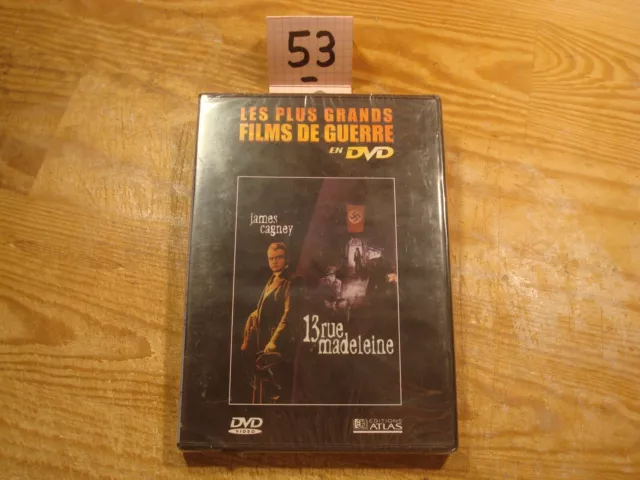 53
LES PLUS GRANDS
FILMS DE GUERRE
EN DVD
james
cagney
13 rue
madeleine
DVD
VIDEO
EDITIONS
ATLAS